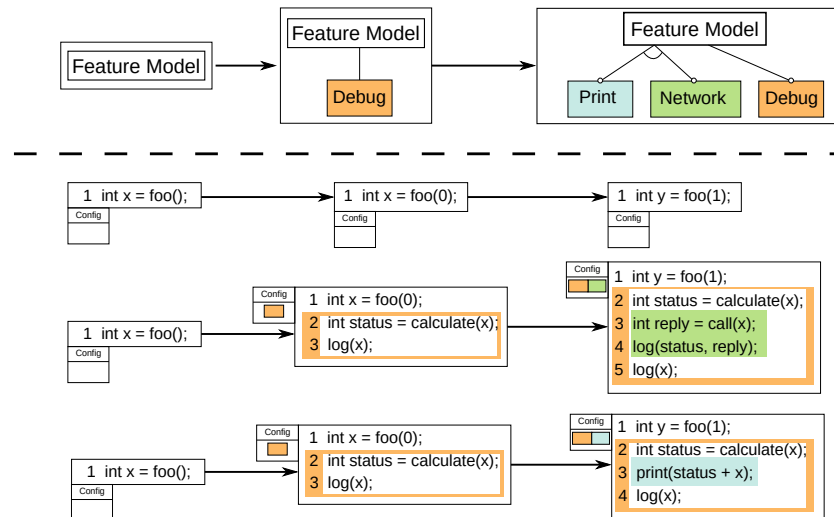 Feature Model
Feature Model
Debug
Feature Model
Print
Network
Debug
1 int x = foo();
Config
1 int x = foo(0);
Config
1 int y = foo(1);
Config
1 int x = foo();
Config
Config
1 int x = foo(0);
2 int status = calculate(x);
3 log(x);
Config
1 int y = foo(1);
2 int status = calculate(x);
3 int reply = call(x);
4 log(status, reply);
5 log(x);
1 int x = foo();
Config
Config
1 int x = foo(0);
2 int status = calculate(x);
3 log(x);
Config
1 int y = foo(1);
2 int status = calculate(x);
3 print(status + x);
4 log(x);